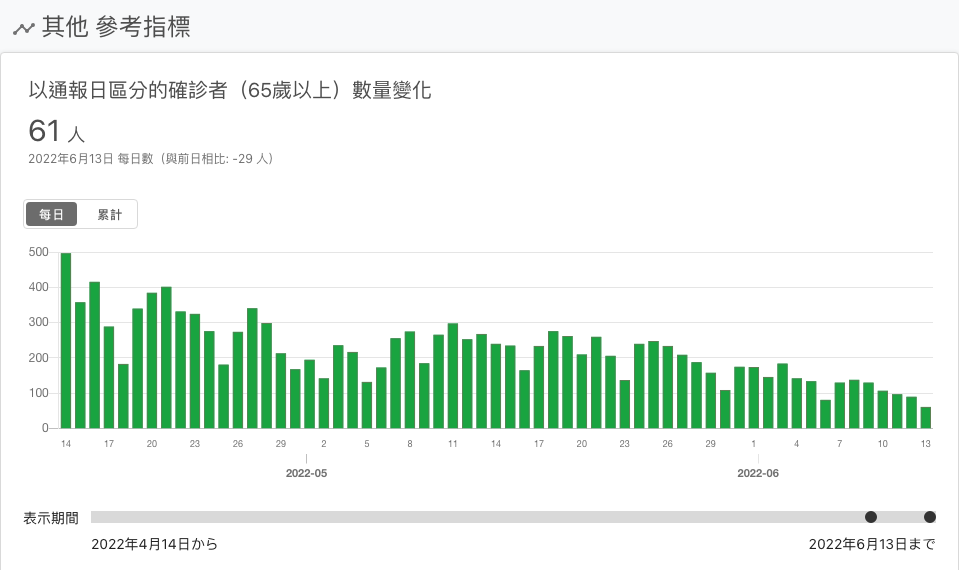 其他 參考指標
以通報日區分的確診者（65歲以上）數量變化
61 人
2022年6月13日 每日數（與前日相比: -29 人）
每日 累計
500
400
300
200
100
0
14 17 20 23 26 29 2 5 8 11 14 17 20 23 26 29 1 4 7 10 13
2022-05 2022-06
表示期間
2022年4月14日から 2022年6月13日まで